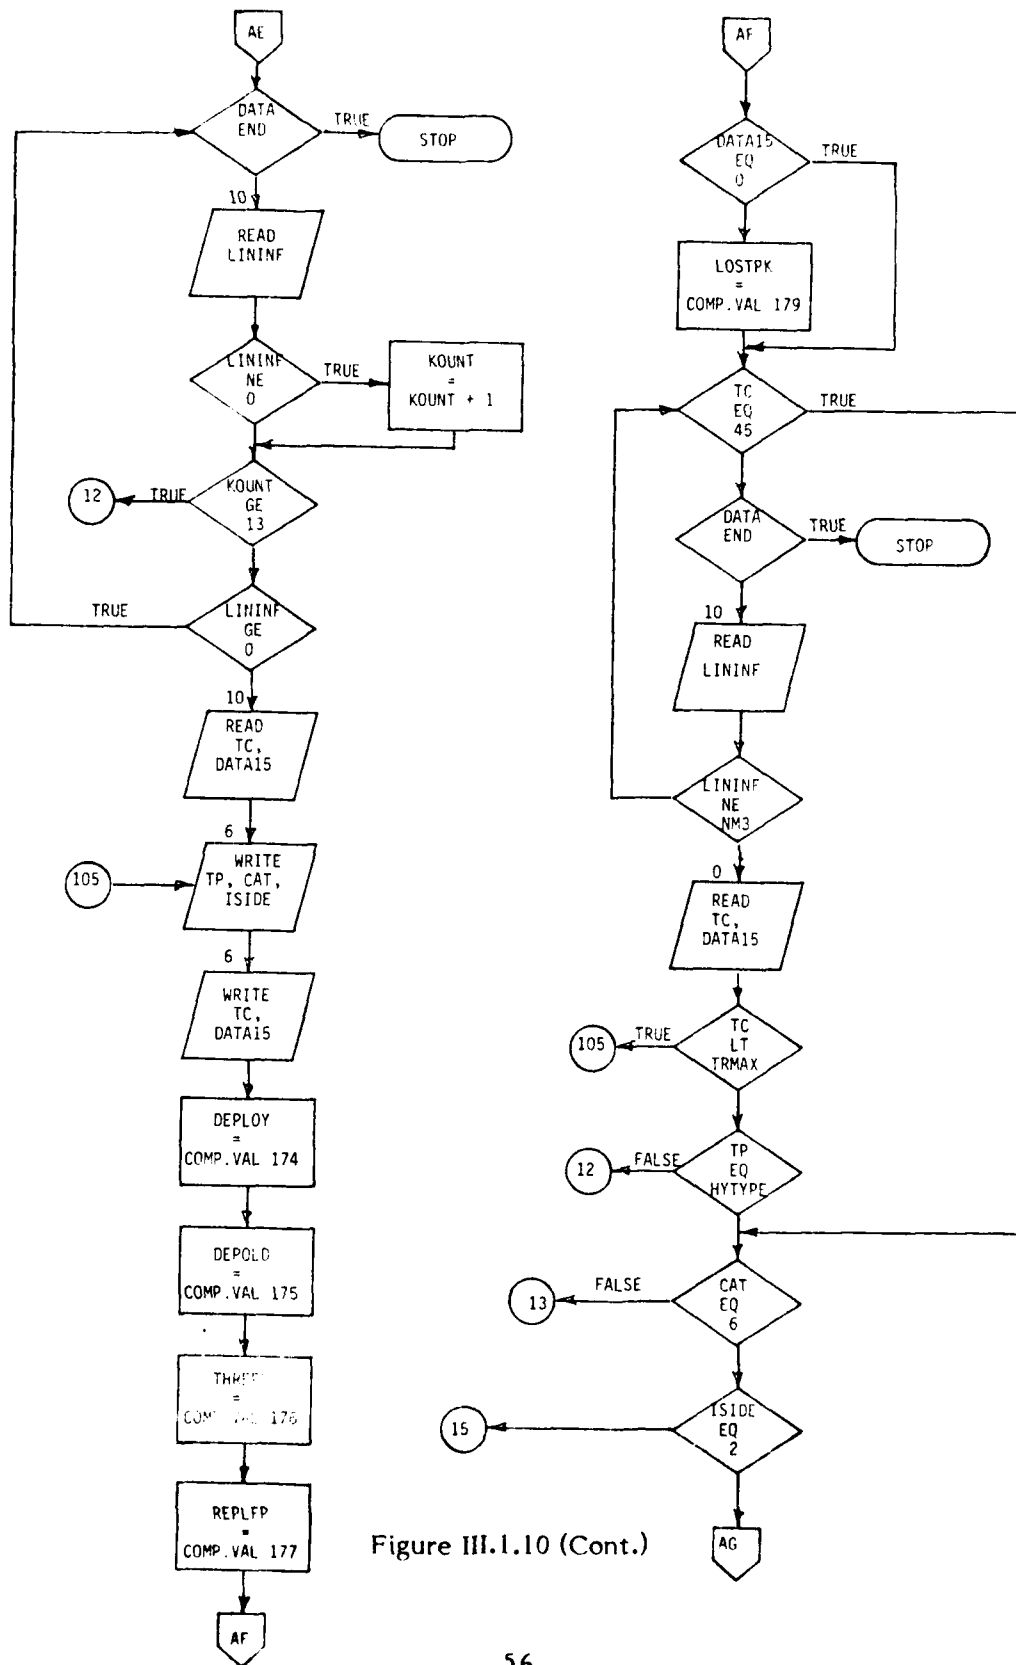 AE
DATA
END
TRUE
STOP
10
READ
LININF
LININF
NE
0
TRUE
KOUNT
=
KOUNT + 1
KOUNT
GE
13
TRUE
12
LININF
GE
0
TRUE
10
READ
TC,
DATA15
6
WRITE
TP, CAT,
ISIDE
105
6
WRITE
TC,
DATA15
DEPLOY
=
COMP.VAL 174
DEPOLD
=
COMP.VAL 175
=
COMP.VAL 176
REPLFP
=
COMP.VAL 177
AF
AF
DATA15
EQ
0
TRUE
LOSTPK
=
COMP.VAL 179
TC
EQ
45
TRUE
DATA
END
TRUE
STOP
10
READ
LININF
LININF
NE
NM3
0
READ
TC,
DATA15
TC
LT
TRMAX
TRUE
105
TP
EQ
HYTYPE
FALSE
12
CAT
EQ
6
FALSE
13
ISIDE
EQ
2
15
AG
Figure III.1.10 (Cont.)
56